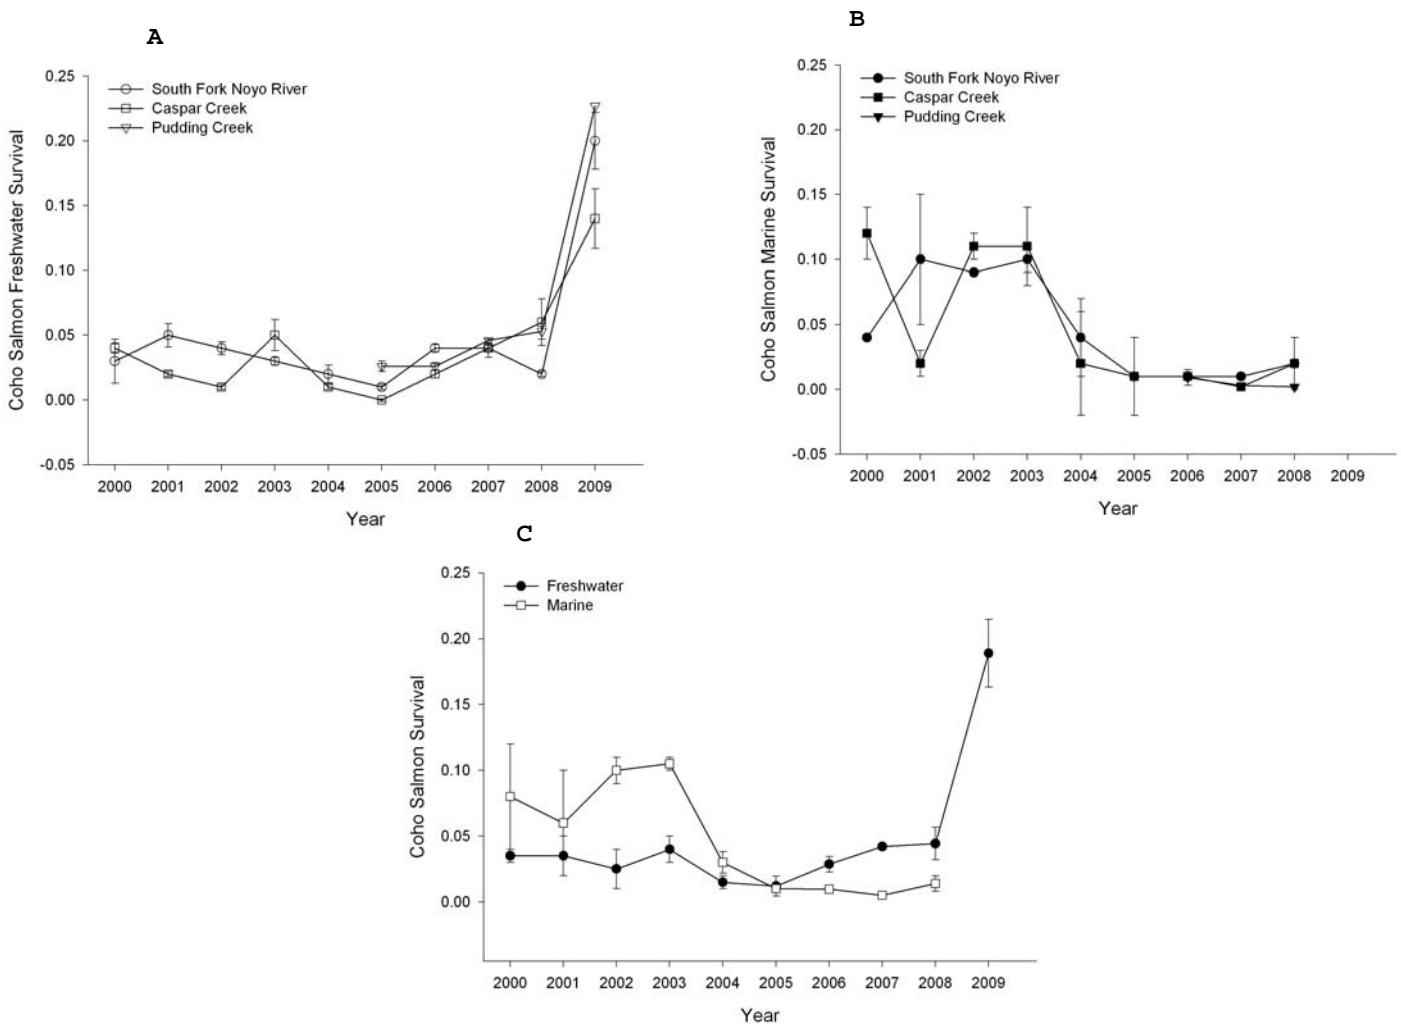 A
0.25
0.20
0.15
0.10
0.05
0.00
-0.05
Coho Salmon Freshwater Survival
South Fork Noyo River
Caspar Creek
Pudding Creek
2000 2001 2002 2003 2004 2005 2006 2007 2008 2009
Year
B
0.25
0.20
0.15
0.10
0.05
0.00
-0.05
Coho Salmon Marine Survival
South Fork Noyo River
Caspar Creek
Pudding Creek
2000 2001 2002 2003 2004 2005 2006 2007 2008 2009
Year
C
0.25
0.20
0.15
0.10
0.05
0.00
Coho Salmon Survival
Freshwater
Marine
2000 2001 2002 2003 2004 2005 2006 2007 2008 2009
Year